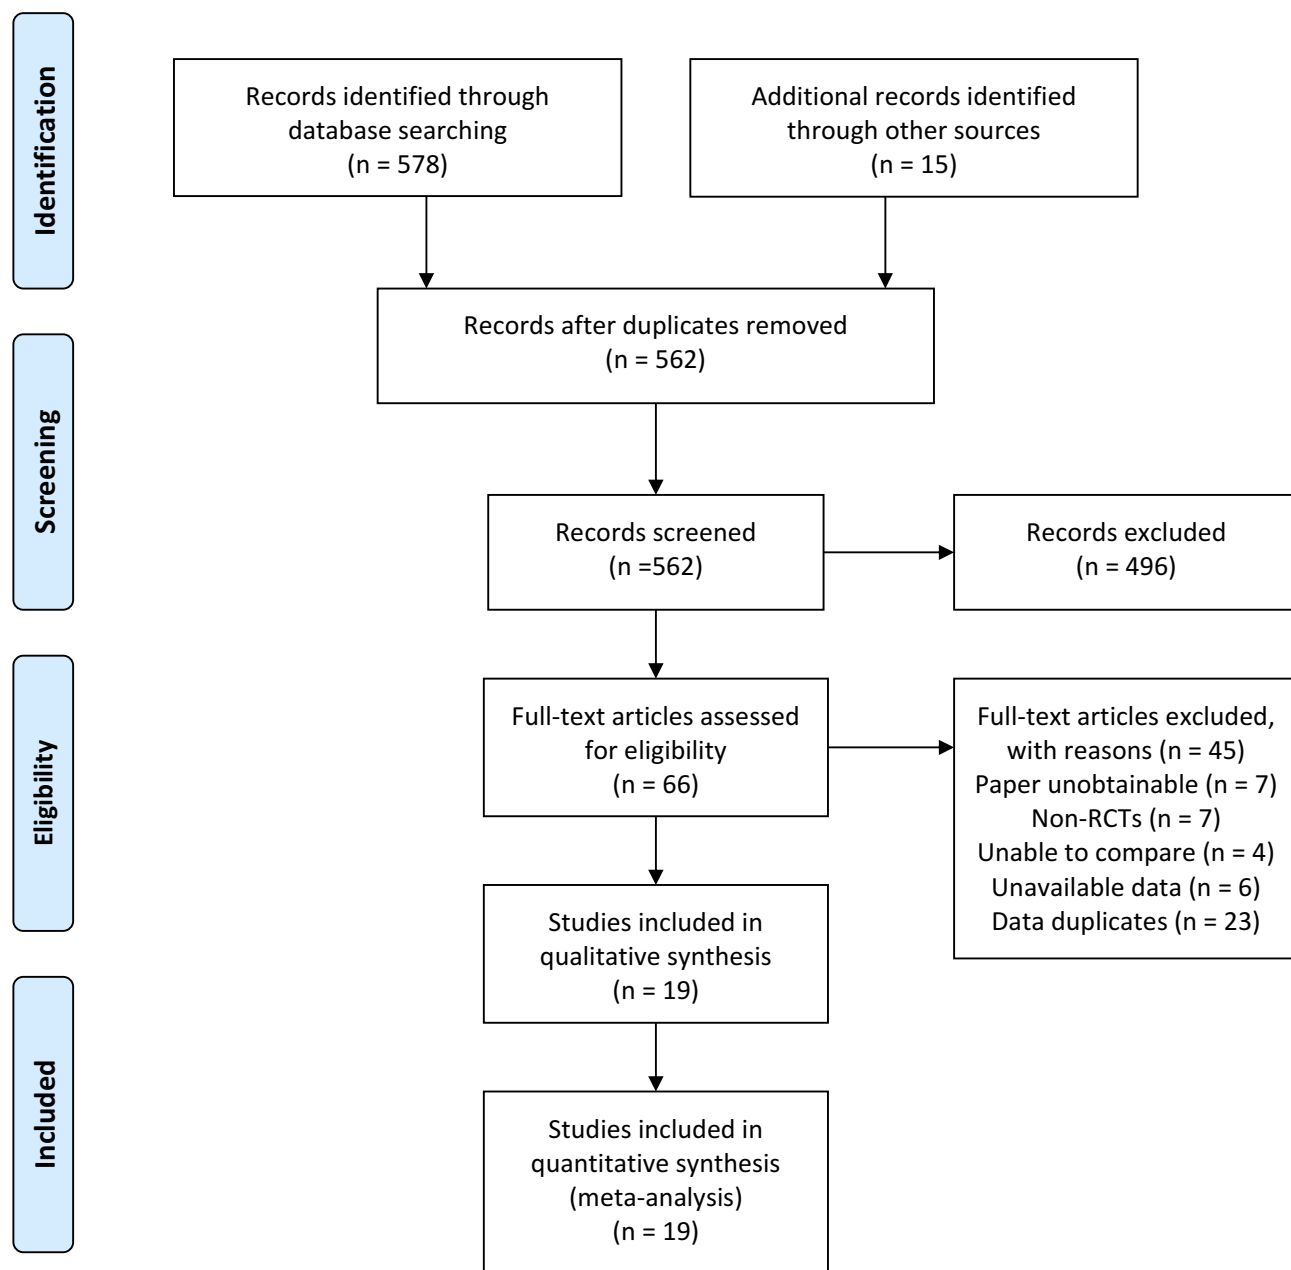 Identification
Records identified through
database searching
(n = 578)
Additional records identified
through other sources
(n = 15)
Records after duplicates removed
(n = 562)
Screening
Records screened
(n =562)
Records excluded
(n = 496)
Eligibility
Full-text articles assessed
for eligibility
(n = 66)
Full-text articles excluded,
with reasons (n = 45)
Paper unobtainable (n = 7)
Non-RCTs (n = 7)
Unable to compare (n = 4)
Unavailable data (n = 6)
Data duplicates (n = 23)
Studies included in
qualitative synthesis
(n = 19)
Included
Studies included in
quantitative synthesis
(meta-analysis)
(n = 19)